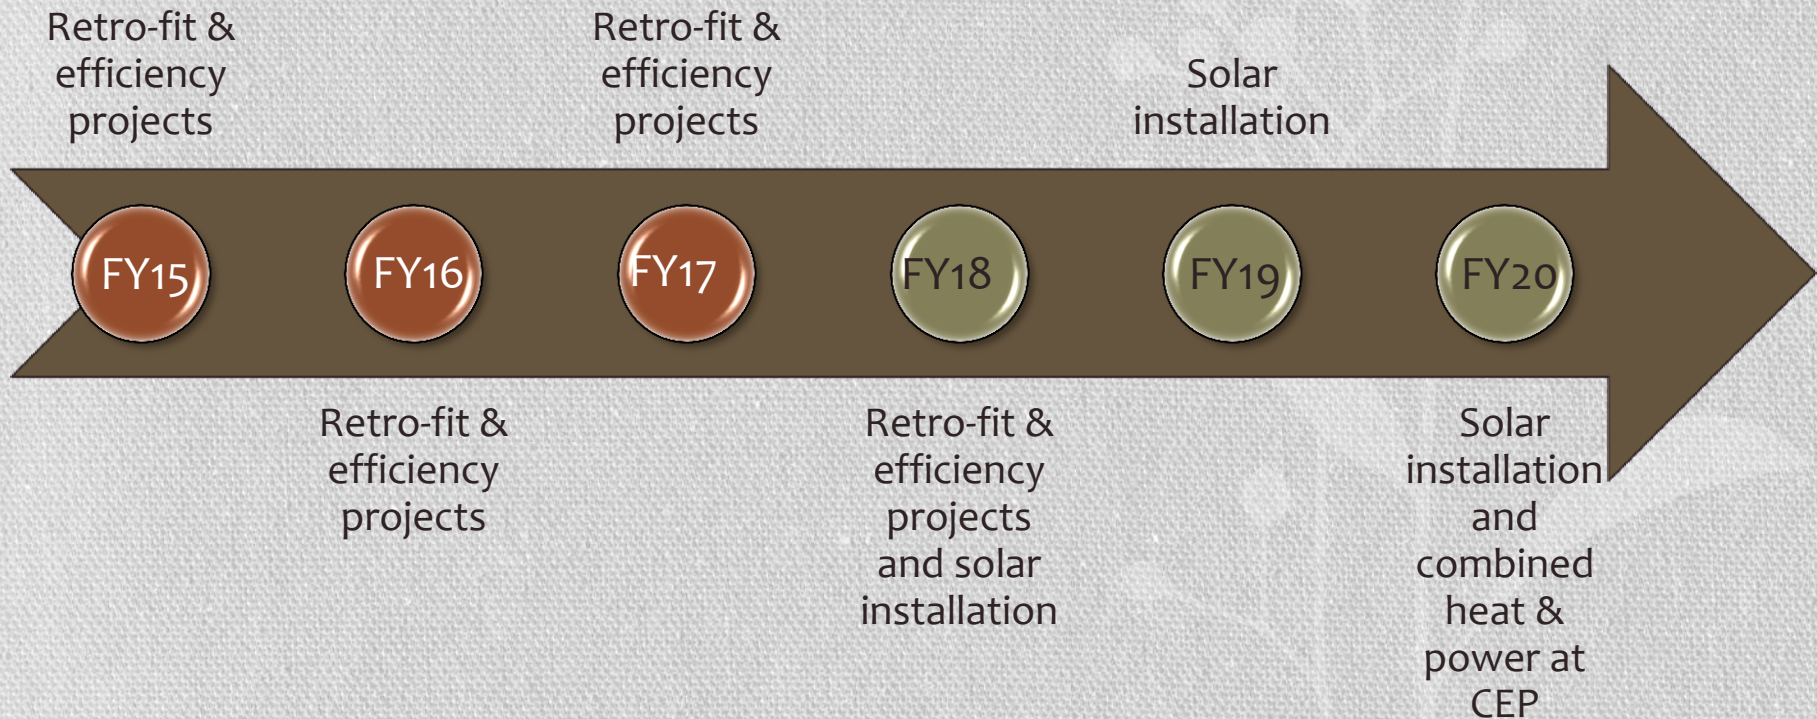 Retro-fit &
efficiency
projects
Retro-fit &
efficiency
projects
Solar
installation
FY15
FY16
FY17
FY18
FY19
FY20
Retro-fit &
efficiency
projects
Retro-fit &
efficiency
projects
and solar
installation
Solar
installation
and
combined
heat &
power at
CEP